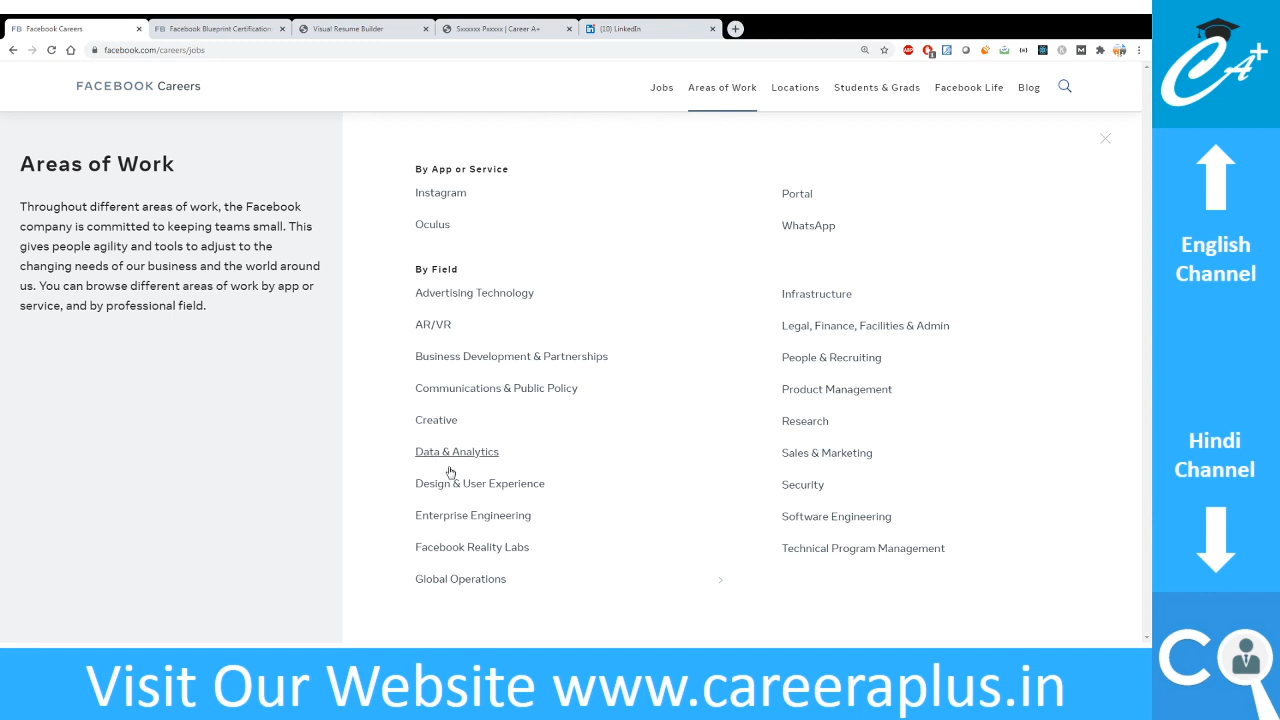 Facebook Careers
Facebook Blueprint Certification
Visual Resume Builder
Sxxxxxx Pxxxxx | Career A+
(10) LinkedIn
facebook.com/careers/jobs
FACEBOOK Careers
Jobs
Areas of Work
Locations
Students & Grads
Facebook Life
Blog
Areas of Work
Throughout different areas of work, the Facebook
company is committed to keeping teams small. This
gives people agility and tools to adjust to the
changing needs of our business and the world around
us. You can browse different areas of work by app or
service, and by professional field.
By App or Service
Instagram
Oculus
Portal
WhatsApp
By Field
Advertising Technology
AR/VR
Business Development & Partnerships
Communications & Public Policy
Creative
Data & Analytics
Design & User Experience
Enterprise Engineering
Facebook Reality Labs
Global Operations
Infrastructure
Legal, Finance, Facilities & Admin
People & Recruiting
Product Management
Research
Sales & Marketing
Security
Software Engineering
Technical Program Management
CA+
English
Channel
Hindi
Channel
CQ
Visit Our Website www.careeraplus.in